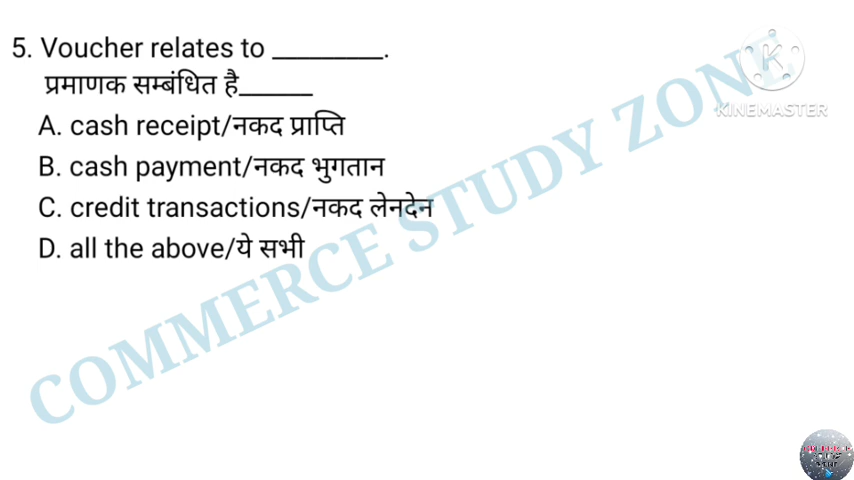 5. Voucher relates to ________.
प्रमाणक सम्बंधित है______
A. cash receipt/नकद प्राप्ति
B. cash payment/नकद भुगतान
C. credit transactions/नकद लेनदेन
D. all the above/ये सभी
COMMERCE STUDY ZONE
KINEMASTER